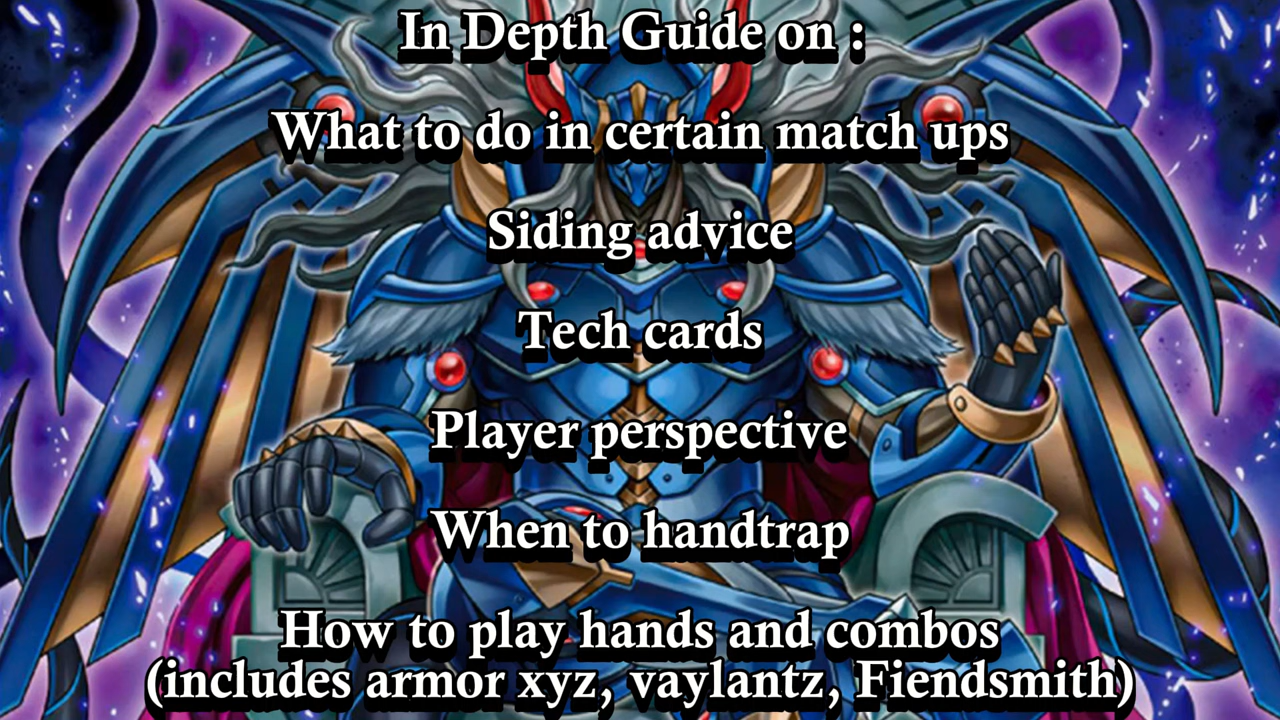 In Depth Guide on :
What to do in certain match ups
Siding advice
Tech cards
Player perspective
When to handtrap
How to play hands and combos
(includes armor xyz, vaylantz, Fiendsmith)